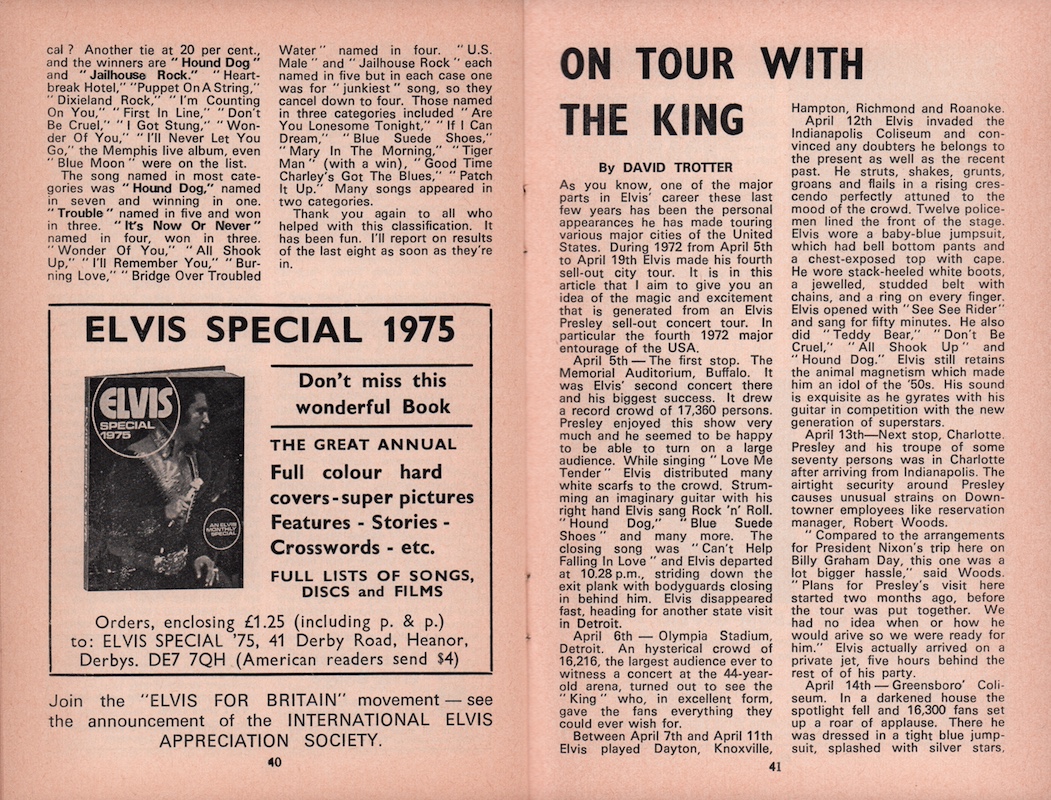 cal ? Another tie at 20 per cent.,
and the winners are "Hound Dog"
and "Jailhouse Rock." "Heart-
break Hotel," "Puppet On A String,"
"Dixieland Rock," "I'm Counting
On You," "First In Line," "Don't
Be Cruel," "I Got Stung," "Won-
der Of You," "I'll Never Let You
Go," the Memphis live album, even
"Blue Moon" were on the list.
The song named in most cate-
gories was "Hound Dog," named
in seven and winning in one.
"Trouble" named in five and won
in three. "It's Now Or Never"
named in four, won in three.
"Wonder Of You," "All Shook
Up," "I'll Remember You," "Bur-
ning Love," "Bridge Over Troubled
Water" named in four. "U.S.
Male" and "Jailhouse Rock" each
named in five but in each case one
was for "junkiest" song, so they
cancel down to four. Those named
in three categories included "Are
You Lonesome Tonight," "If I Can
Dream," "Blue Suede Shoes,"
"Mary In The Morning," "Tiger
Man" (with a win), "Good Time
Charley's Got The Blues," "Patch
It Up." Many songs appeared in
two categories.
Thank you again to all who
helped with this classification. It
has been fun. I'll report on results
of the last eight as soon as they're
in.
ELVIS SPECIAL 1975
ELVIS
SPECIAL
1975
AN ELVIS
MONTHLY
SPECIAL
Don't miss this
wonderful Book
THE GREAT ANNUAL
Full colour hard
covers-super pictures
Features - Stories -
Crosswords - etc.
FULL LISTS OF SONGS,
DISCS and FILMS
Orders, enclosing £1.25 (including p. & p.)
to: ELVIS SPECIAL '75, 41 Derby Road, Heanor,
Derbys. DE7 7QH (American readers send $4)
Join the "ELVIS FOR BRITAIN" movement — see
the announcement of the INTERNATIONAL ELVIS
APPRECIATION SOCIETY.
40
ON TOUR WITH
THE KING
By DAVID TROTTER
As you know, one of the major
parts in Elvis' career these last
few years has been the personal
appearances he has made touring
various major cities of the United
States. During 1972 from April 5th
to April 19th Elvis made his fourth
sell-out city tour. It is in this
article that I aim to give you an
idea of the magic and excitement
that is generated from an Elvis
Presley sell-out concert tour. In
particular the fourth 1972 major
entourage of the USA.
April 5th — The first stop. The
Memorial Auditorium, Buffalo. It
was Elvis' second concert there
and his biggest success. It drew
a record crowd of 17,360 persons.
Presley enjoyed this show very
much and he seemed to be happy
to be able to turn on a large
audience. While singing "Love Me
Tender" Elvis distributed many
white scarfs to the crowd. Strum-
ming an imaginary guitar with his
right hand Elvis sang Rock 'n' Roll.
"Hound Dog," "Blue Suede
Shoes" and many more. The
closing song was "Can't Help
Falling In Love" and Elvis departed
at 10.28 p.m., striding down the
exit plank with bodyguards closing
in behind him. Elvis disappeared
fast, heading for another state visit
in Detroit.
April 6th — Olympia Stadium,
Detroit. An hysterical crowd of
16,216, the largest audience ever to
witness a concert at the 44-year-
old arena, turned out to see the
"King" who, in excellent form,
gave the fans everything they
could ever wish for.
Between April 7th and April 11th
Elvis played Dayton, Knoxville,
Hampton, Richmond and Roanoke.
April 12th Elvis invaded the
Indianapolis Coliseum and con-
vinced any doubters he belongs to
the present as well as the recent
past. He struts, shakes, grunts,
groans and flails in a rising cres-
cendo perfectly attuned to the
mood of the crowd. Twelve police-
men lined the front of the stage.
Elvis wore a baby-blue jumpsuit,
which had bell bottom pants and
a chest-exposed top with cape.
He wore stack-heeled white boots,
a jewelled, studded belt with
chains, and a ring on every finger.
Elvis opened with "See See Rider"
and sang for fifty minutes. He also
did "Teddy Bear," "Don't Be
Cruel," "All Shook Up" and
"Hound Dog." Elvis still retains
the animal magnetism which made
him an idol of the '50s. His sound
is exquisite as he gyrates with his
guitar in competition with the new
generation of superstars.
April 13th—Next stop, Charlotte.
Presley and his troupe of some
seventy persons was in Charlotte
after arriving from Indianapolis. The
airtight security around Presley
causes unusual strains on Down-
towner employees like reservation
manager, Robert Woods.
"Compared to the arrangements
for President Nixon's trip here on
Billy Graham Day, this one was a
lot bigger hassle," said Woods.
"Plans for Presley's visit here
started two months ago, before
the tour was put together. We
had no idea when or how he
would arive so we were ready for
him." Elvis actually arrived on a
private jet, five hours behind the
rest of of his party.
April 14th — Greensboro' Coli-
seum. In a darkened house the
spotlight fell and 16,300 fans set
up a roar of applause. There he
was dressed in a tight blue jump-
suit, splashed with silver stars,
41